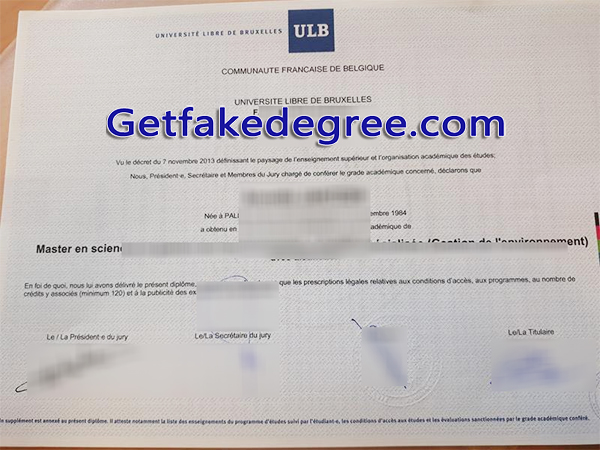 UNIVERSITÉ LIBRE DE BRUXELLES ULB
COMMUNAUTE FRANCAISE DE BELGIQUE
UNIVERSITE LIBRE DE BRUXELLES
Getfakedegree.com
Vu le décret du 7 novembre 2013 définissant le paysage de l'enseignement supérieur et l'organisation académique des études;
Nous, Président·e, Secrétaire et Membres du Jury chargé de conférer le grade académique concerné, déclarons que
Née à PAL embre 1984
a obtenu en académique de
Master en scien (Gestion de l'environnement)
En foi de quoi, nous lui avons délivré le présent diplôme, que les prescriptions légales relatives aux conditions d'accès, aux programmes, au nombre de
crédits y associés (minimum 120) et à la publicité des ex
Le / La Président·e du jury Le/La Secrétaire du jury Le/La Titulaire
le supplément est annexé au présent diplôme. Il atteste notamment la liste des enseignements du programme d'études suivi par l'étudiant·e, les conditions d'accès aux études et les évaluations sanctionnées par le grade académique conféré.